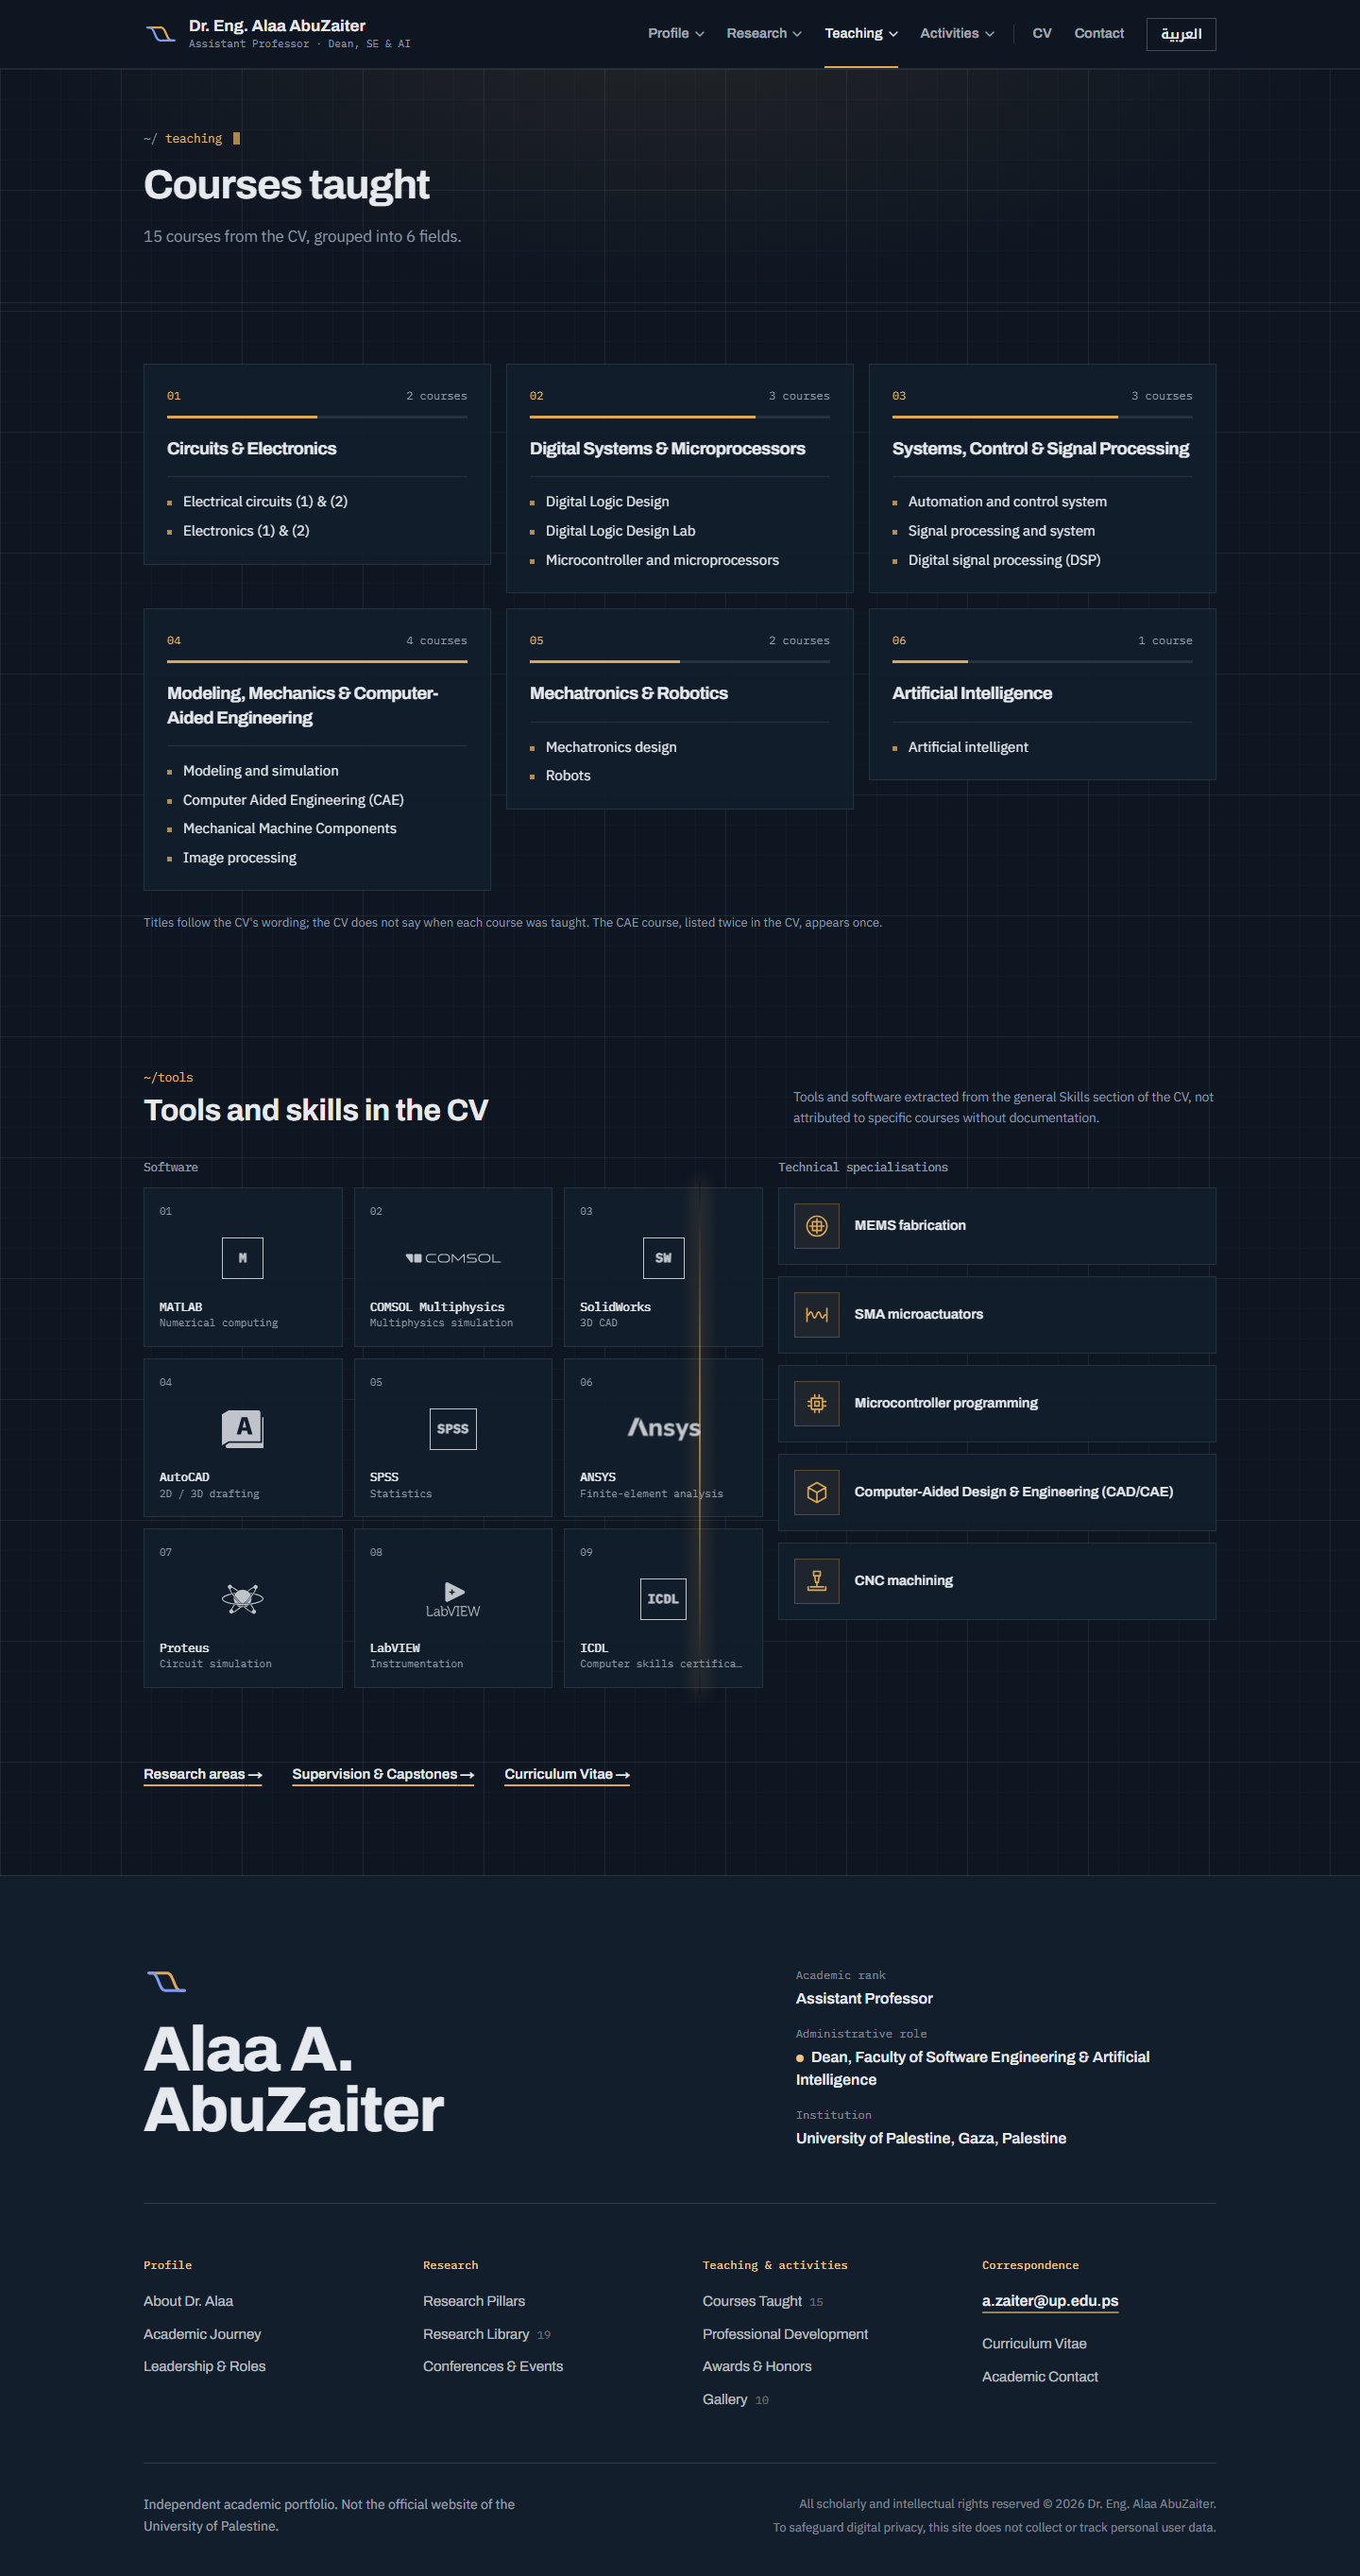 Dr. Eng. Alaa AbuZaiter
Assistant Professor · Dean, SE & AI
Profile
Research
Teaching
Activities
CV
Contact
العربية
~/ teaching
Courses taught
15 courses from the CV, grouped into 6 fields.
01
2 courses
Circuits & Electronics
Electrical circuits (1) & (2)
Electronics (1) & (2)
02
3 courses
Digital Systems & Microprocessors
Digital Logic Design
Digital Logic Design Lab
Microcontroller and microprocessors
03
3 courses
Systems, Control & Signal Processing
Automation and control system
Signal processing and system
Digital signal processing (DSP)
04
4 courses
Modeling, Mechanics & Computer-
Aided Engineering
Modeling and simulation
Computer Aided Engineering (CAE)
Mechanical Machine Components
Image processing
05
2 courses
Mechatronics & Robotics
Mechatronics design
Robots
06
1 course
Artificial Intelligence
Artificial intelligent
Titles follow the CV's wording; the CV does not say when each course was taught. The CAE course, listed twice in the CV, appears once.
~/tools
Tools and skills in the CV
Tools and software extracted from the general Skills section of the CV, not
attributed to specific courses without documentation.
Software
01
M
MATLAB
Numerical computing
02
COMSOL
COMSOL Multiphysics
Multiphysics simulation
03
SW
SolidWorks
3D CAD
04
A
AutoCAD
2D / 3D drafting
05
SPSS
SPSS
Statistics
06
Ansys
ANSYS
Finite-element analysis
07
Proteus
Circuit simulation
08
LabVIEW
LabVIEW
Instrumentation
09
ICDL
ICDL
Computer skills certifica…
Technical specialisations
MEMS fabrication
SMA microactuators
Microcontroller programming
Computer-Aided Design & Engineering (CAD/CAE)
CNC machining
Research areas →
Supervision & Capstones →
Curriculum Vitae →
Alaa A.
AbuZaiter
Academic rank
Assistant Professor
Administrative role
Dean, Faculty of Software Engineering & Artificial
Intelligence
Institution
University of Palestine, Gaza, Palestine
Profile
About Dr. Alaa
Academic Journey
Leadership & Roles
Research
Research Pillars
Research Library 19
Conferences & Events
Teaching & activities
Courses Taught 15
Professional Development
Awards & Honors
Gallery 10
Correspondence
a.zaiter@up.edu.ps
Curriculum Vitae
Academic Contact
Independent academic portfolio. Not the official website of the
University of Palestine.
All scholarly and intellectual rights reserved © 2026 Dr. Eng. Alaa AbuZaiter.
To safeguard digital privacy, this site does not collect or track personal user data.